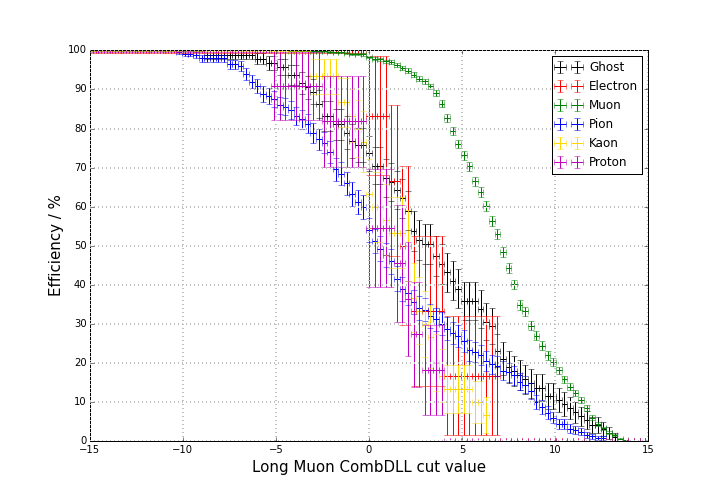 100
90
80
70
60
50
40
30
20
10
0
Efficiency / %
Ghost
Electron
Muon
Pion
Kaon
Proton
−15 −10 −5 0 5 10 15
Long Muon CombDLL cut value